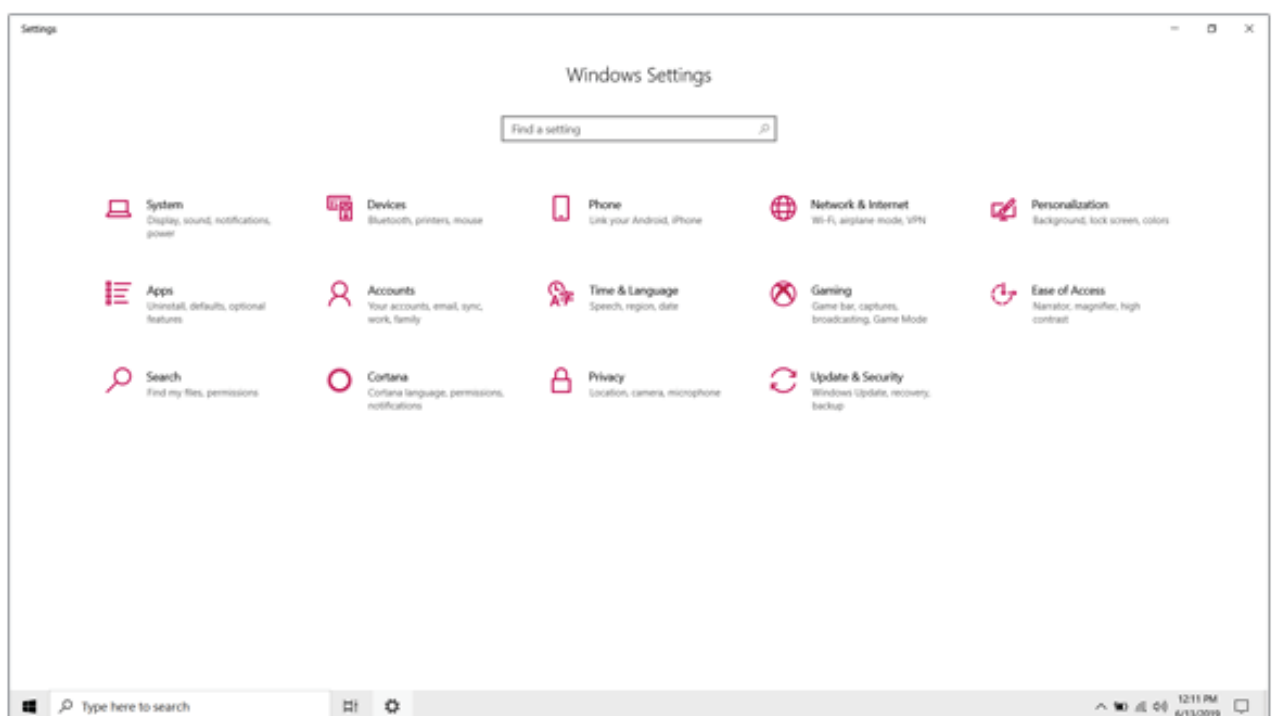 Settings
Windows Settings
Find a setting
System
Display, sound, notifications,
power
Devices
Bluetooth, printers, mouse
Phone
Link your Android, iPhone
Network & Internet
Wi-Fi, airplane mode, VPN
Personalization
Background, lock screen, colors
Apps
Uninstall, defaults, optional
features
Accounts
Your accounts, email, sync,
work, family
Time & Language
Speech, region, date
Gaming
Game bar, captures,
broadcasting, Game Mode
Ease of Access
Narrator, magnifier, high
contrast
Search
Find my files, permissions
Cortana
Cortana language, permissions,
notifications
Privacy
Location, camera, microphone
Update & Security
Windows Update, recovery,
backup
Type here to search
12:11 PM
6/13/2019